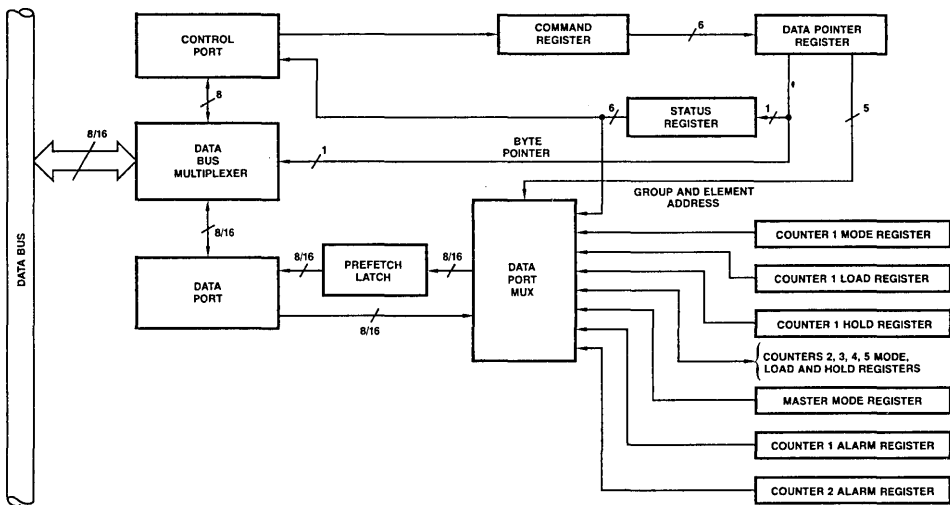 CONTROL
PORT
COMMAND
REGISTER
6
DATA POINTER
REGISTER
8
6
STATUS
REGISTER
1
5
8/16
DATA
BUS
MULTIPLEXER
1
BYTE
POINTER
GROUP AND ELEMENT
ADDRESS
DATA BUS
8/16
DATA
PORT
8/16
PREFETCH
LATCH
8/16
8/16
DATA
PORT
MUX
COUNTER 1 MODE REGISTER
COUNTER 1 LOAD REGISTER
COUNTER 1 HOLD REGISTER
COUNTERS 2, 3, 4, 5 MODE,
LOAD AND HOLD REGISTERS
MASTER MODE REGISTER
COUNTER 1 ALARM REGISTER
COUNTER 2 ALARM REGISTER